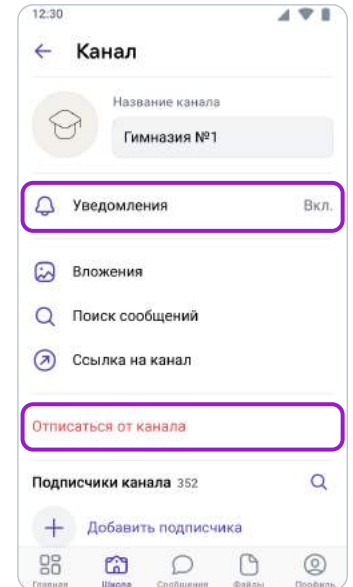 12:30
Канал
Название канала
Гимназия №1
Уведомления Вкл.
Вложения
Поиск сообщений
Ссылка на канал
Отписаться от канала
Подписчики канала 352
Добавить подписчика
Главная Школа Сообщения Файлы Профиль